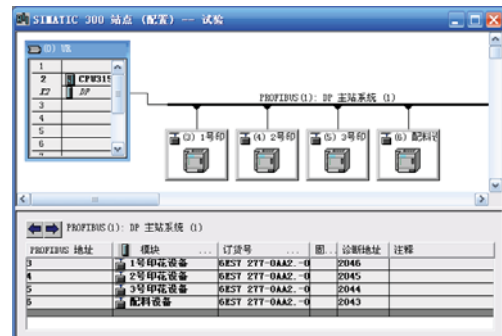 SIMATIC 300 站点 (配置) -- 试验
(0) UR
1
2 CPU315
X2 DP
3
4
5
6
PROFIBUS(1): DP 主站系统 (1)
(3) 1号印
(4) 2号印
(5) 3号印
(6) 配料设
PROFIBUS(1): DP 主站系统 (1)
PROFIBUS 地址 模块 ... 订货号 ... 固... 诊断地址 注释
3 1号印花设备 6ES7 277-0AA2.-0 2046
4 2号印花设备 6ES7 277-0AA2.-0 2045
5 3号印花设备 6ES7 277-0AA2.-0 2044
6 配料设备 6ES7 277-0AA2.-0 2043